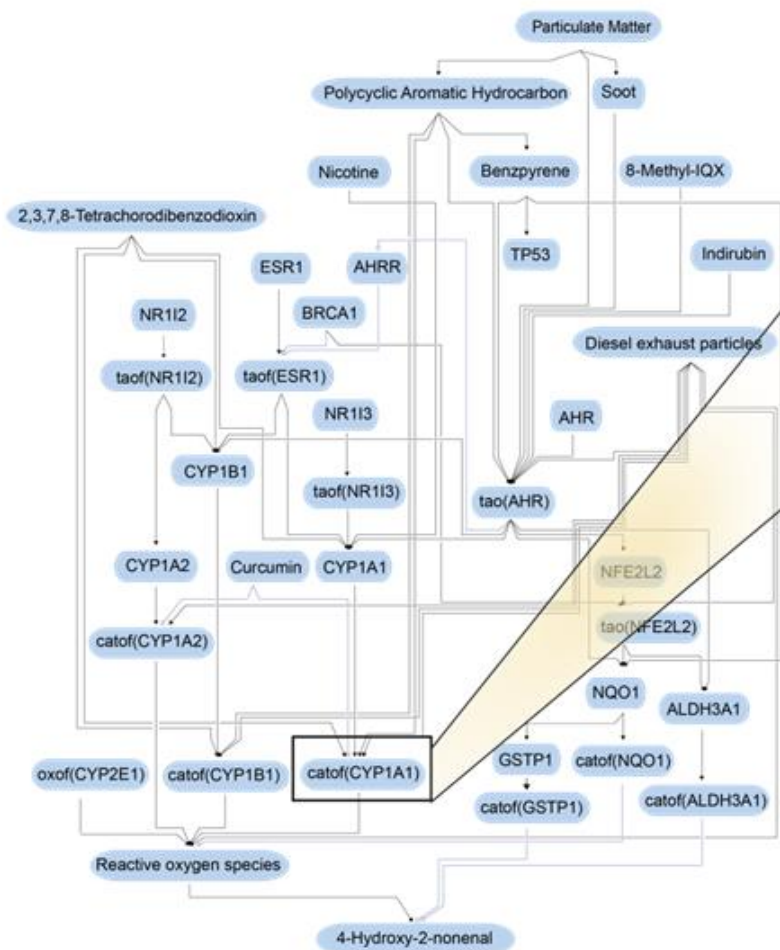 Particulate Matter
Polycyclic Aromatic Hydrocarbon
Soot
Nicotine
Benzpyrene
8-Methyl-IQX
2,3,7,8-Tetrachorodibenzodioxin
ESR1
AHRR
TP53
Indirubin
NR1I2
BRCA1
Diesel exhaust particles
taof(NR1I2)
taof(ESR1)
NR1I3
AHR
CYP1B1
taof(NR1I3)
tao(AHR)
CYP1A2
Curcumin
CYP1A1
NFE2L2
catof(CYP1A2)
tao(NFE2L2)
NQO1
ALDH3A1
oxof(CYP2E1)
catof(CYP1B1)
catof(CYP1A1)
GSTP1
catof(NQO1)
catof(GSTP1)
catof(ALDH3A1)
Reactive oxygen species
4-Hydroxy-2-nonenal